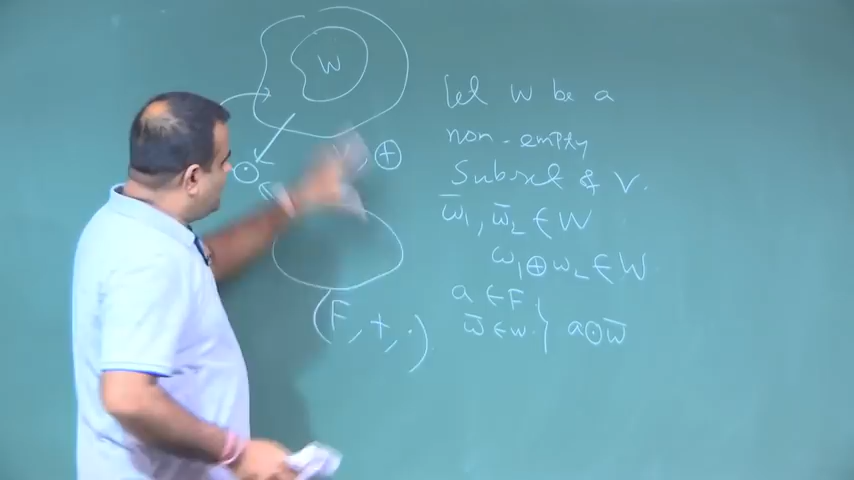 W
, ⊕
⊙
(F, +, ·)
Let W be a
non-empty
Subset of V.
w̄₁, w̄₂ ∈ W
w₁ ⊕ w₂ ∈ W
a ∈ F
w̄ ∈ W } a ⊙ w̄